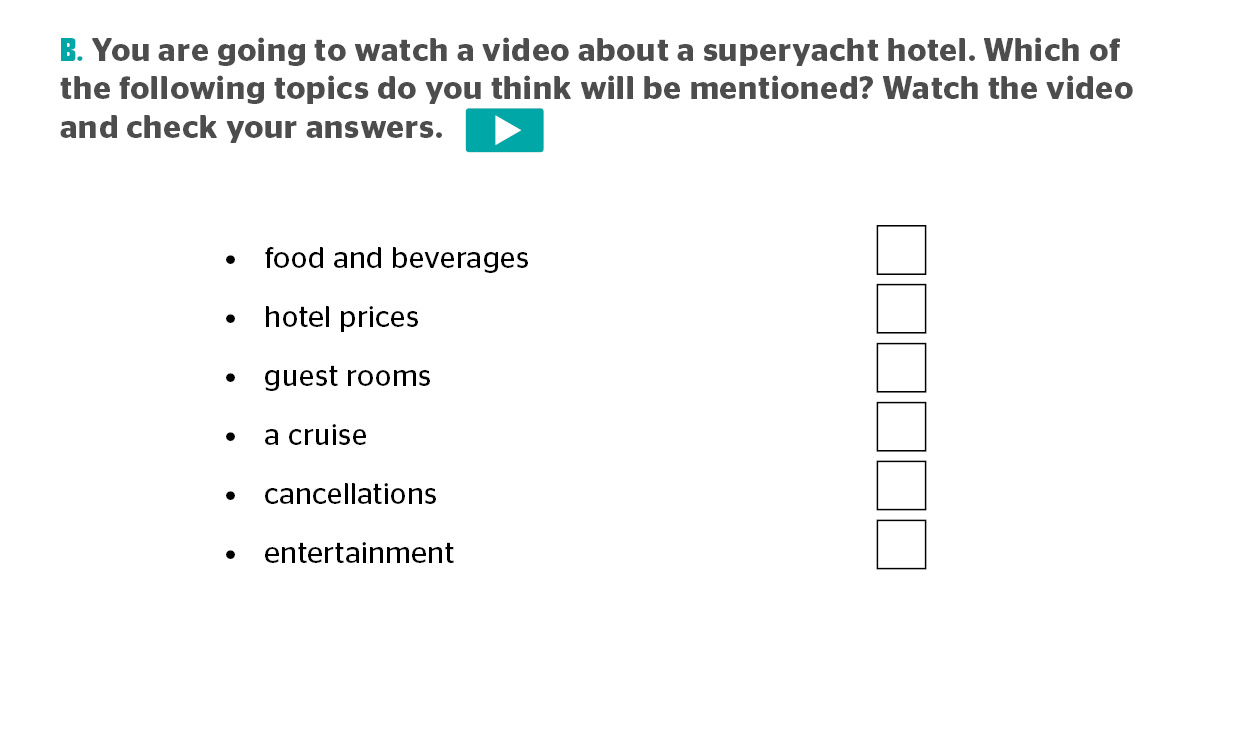 B. You are going to watch a video about a superyacht hotel. Which of
the following topics do you think will be mentioned? Watch the video
and check your answers.
• food and beverages
• hotel prices
• guest rooms
• a cruise
• cancellations
• entertainment